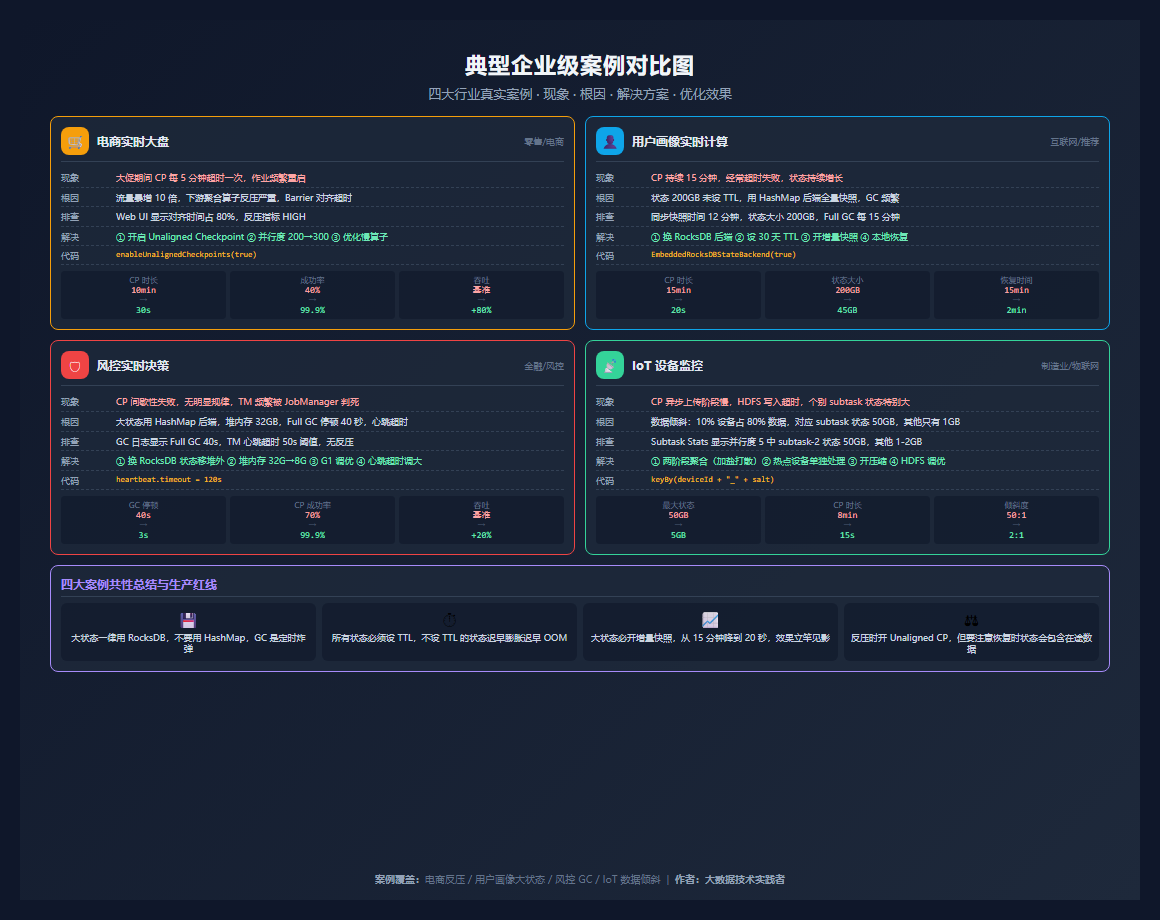 典型企业级案例对比图
四大行业真实案例 · 现象 · 根因 · 解决方案 · 优化效果
电商实时大盘
零售/电商
现象 大促期间 CP 每 5 分钟超时一次，作业频繁重启
根因 流量暴增 10 倍，下游聚合算子反压严重，Barrier 对齐超时
排查 Web UI 显示对齐时间占 80%，反压指标 HIGH
解决 ① 开启 Unaligned Checkpoint ② 并行度 200→300 ③ 优化慢算子
代码 enableUnalignedCheckpoints(true)
CP 时长
10min
→
30s
成功率
40%
→
99.9%
吞吐
基准
→
+80%
用户画像实时计算
互联网/推荐
现象 CP 持续 15 分钟，经常超时失败，状态持续增长
根因 状态 200GB 未设 TTL，用 HashMap 后端全量快照，GC 频繁
排查 同步快照时间 12 分钟，状态大小 200GB，Full GC 每 15 分钟
解决 ① 换 RocksDB 后端 ② 设 30 天 TTL ③ 开增量快照 ④ 本地恢复
代码 EmbeddedRocksDBStateBackend(true)
CP 时长
15min
→
20s
状态大小
200GB
→
45GB
恢复时间
15min
→
2min
风控实时决策
金融/风控
现象 CP 间歇性失败，无明显规律，TM 频繁被 JobManager 判死
根因 大状态用 HashMap 后端，堆内存 32GB，Full GC 停顿 40 秒，心跳超时
排查 GC 日志显示 Full GC 40s，TM 心跳超时 50s 阈值，无反压
解决 ① 换 RocksDB 状态移堆外 ② 堆内存 32G→8G ③ G1 调优 ④ 心跳超时调大
代码 heartbeat.timeout = 120s
GC 停顿
40s
→
3s
CP 成功率
70%
→
99.9%
吞吐
基准
→
+20%
IoT 设备监控
制造业/物联网
现象 CP 异步上传阶段慢，HDFS 写入超时，个别 subtask 状态特别大
根因 数据倾斜：10% 设备占 80% 数据，对应 subtask 状态 50GB，其他只有 1GB
排查 Subtask Stats 显示并行度 5 中 subtask-2 状态 50GB，其他 1-2GB
解决 ① 两阶段聚合（加盐打散）② 热点设备单独处理 ③ 开压缩 ④ HDFS 调优
代码 keyBy(deviceId + "_" + salt)
最大状态
50GB
→
5GB
CP 时长
8min
→
15s
倾斜度
50:1
→
2:1
四大案例共性总结与生产红线
大状态一律用 RocksDB，不要用 HashMap，GC 是定时炸
弹
所有状态必须设 TTL，不设 TTL 的状态迟早膨胀迟早 OOM
大状态必开增量快照，从 15 分钟降到 20 秒，效果立竿见影
反压时开 Unaligned CP，但要注意恢复时状态会包含在途数
据
案例覆盖：电商反压 / 用户画像大状态 / 风控 GC / IoT 数据倾斜 | 作者：大数据技术实践者